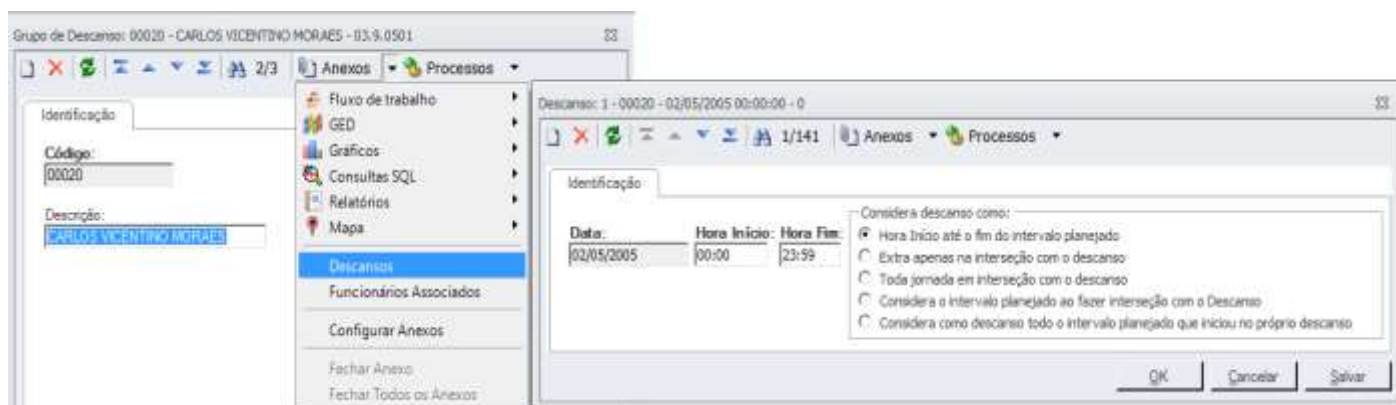 Grupo de Descanso: 00020 - CARLOS VICENTINO MORAES - 03.9.0501
2/3 Anexos Processos
Identificação
Código:
00020
Descrição:
CARLOS VICENTINO MORAES
Fluxo de trabalho
GED
Gráficos
Consultas SQL
Relatórios
Mapa
Descansos
Funcionários Associados
Configurar Anexos
Fechar Anexo
Fechar Todos os Anexos
Descanso: 1 - 00020 - 02/05/2005 00:00:00 - 0
1/141 Anexos Processos
Identificação
Data: Hora Início: Hora Fim:
02/05/2005 00:00 23:59
Considera descanso como:
Hora Início até o fim do intervalo planejado
Extra apenas na interseção com o descanso
Toda jornada em interseção com o descanso
Considera o intervalo planejado ao fazer interseção com o Descanso
Considera como descanso todo o intervalo planejado que iniciou no próprio descanso
OK Cancelar Salvar